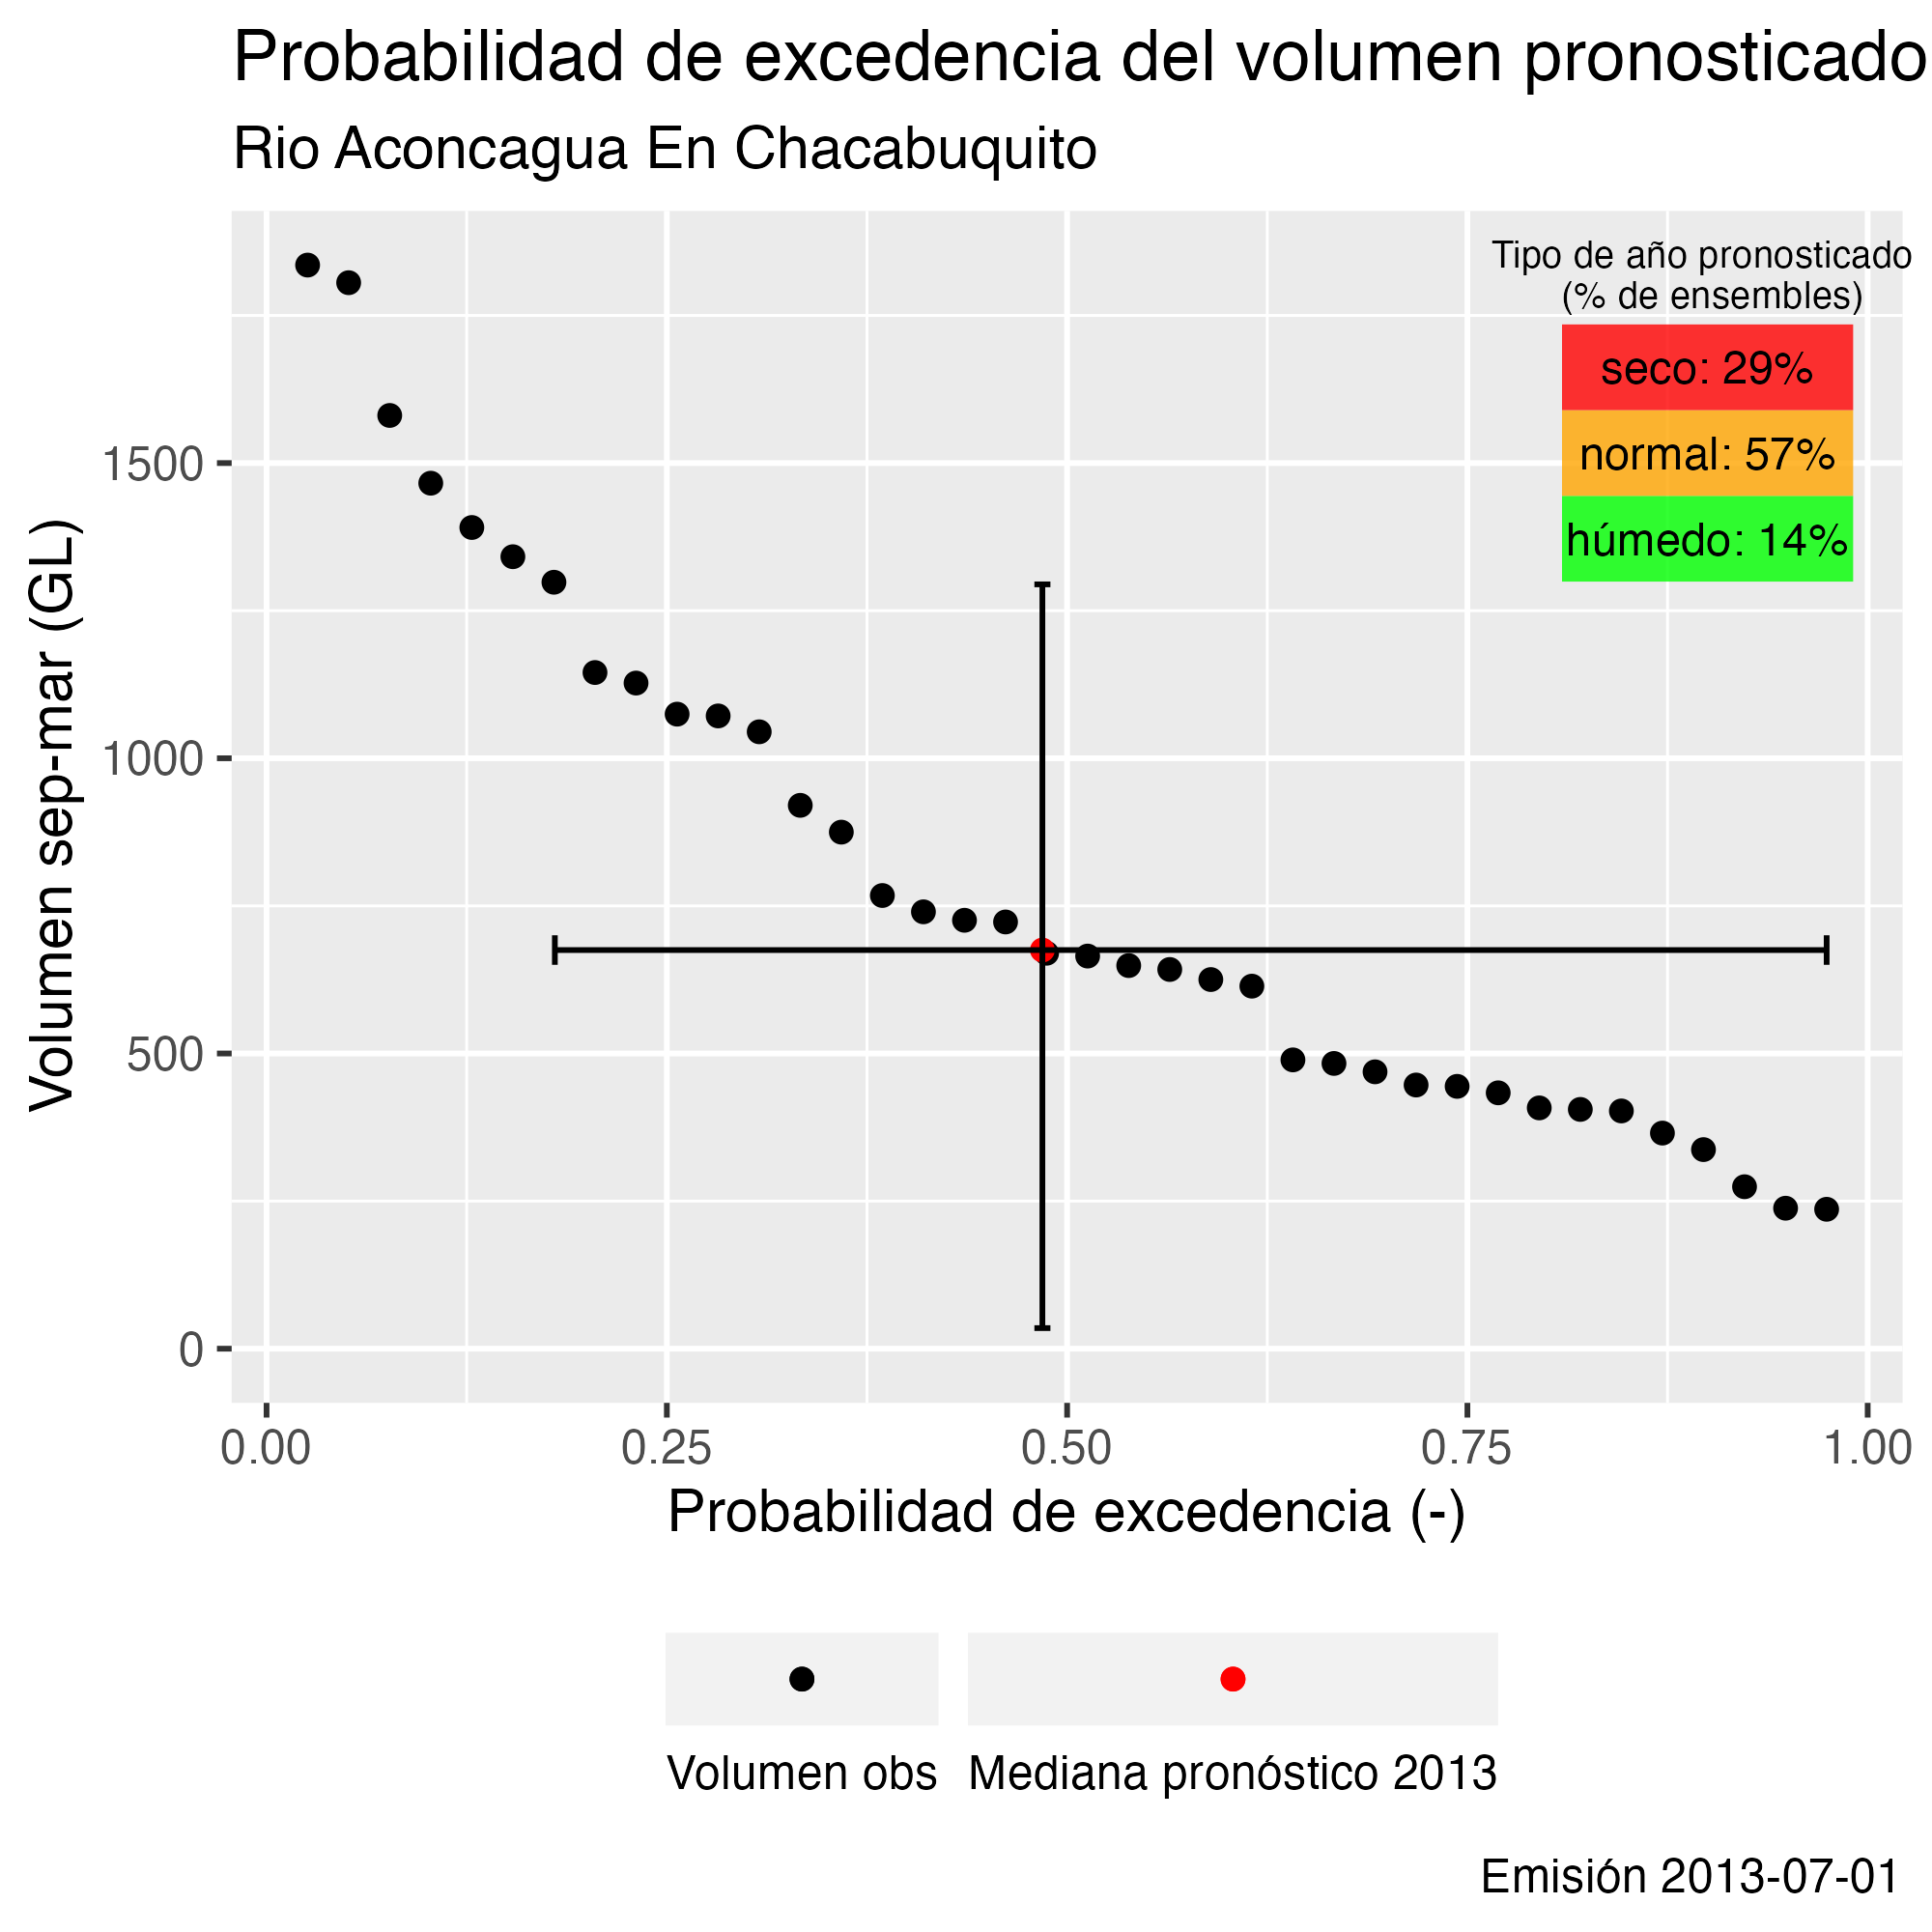 Probabilidad de excedencia del volumen pronosticado
Rio Aconcagua En Chacabuquito
Tipo de año pronosticado
(% de ensembles)
seco: 29%
normal: 57%
húmedo: 14%
Volumen sep-mar (GL)
1500
1000
500
0
0.00 0.25 0.50 0.75 1.00
Probabilidad de excedencia (-)
Volumen obs Mediana pronóstico 2013
Emisión 2013-07-01